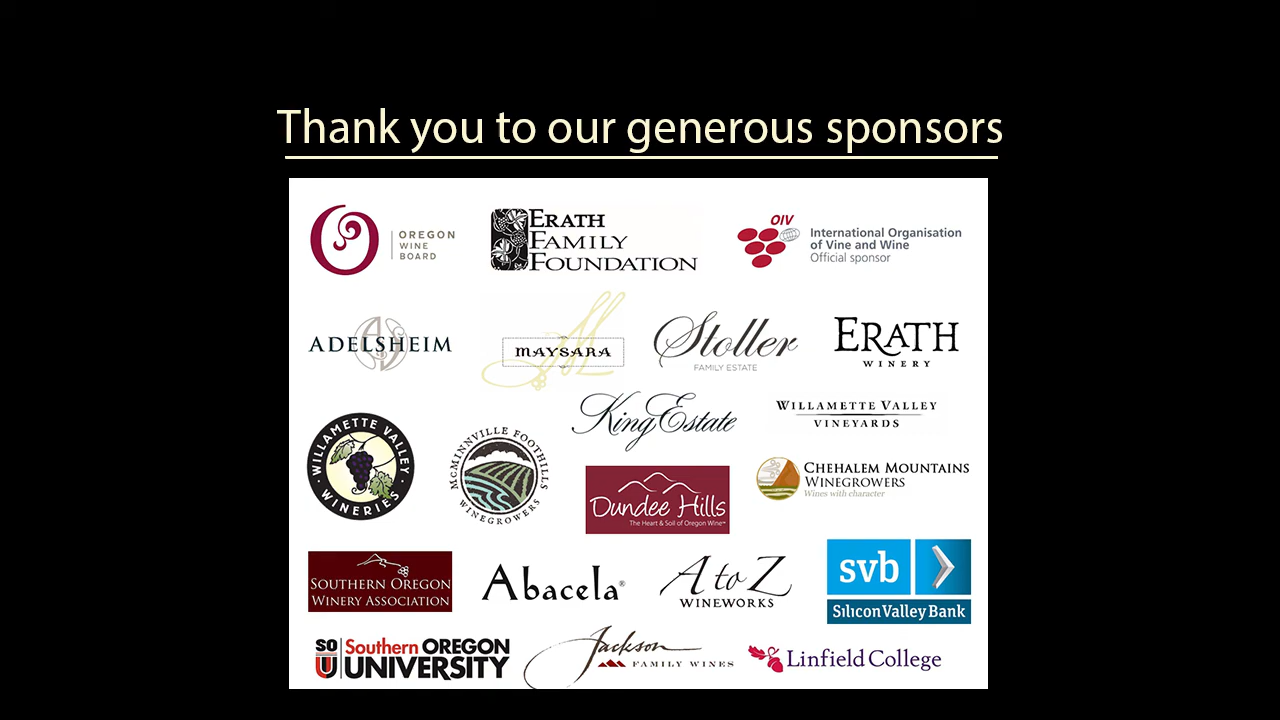 Thank you to our generous sponsors
OREGON
WINE
BOARD
ERATH
FAMILY
FOUNDATION
OIV
International Organisation
of Vine and Wine
Official sponsor
ADELSHEIM
MAYSARA
Stoller
FAMILY ESTATE
ERATH
WINERY
King Estate
WILLAMETTE VALLEY
VINEYARDS
WILLAMETTE VALLEY
WINERIES
MCMINNVILLE FOOTHILLS
WINEGROWERS
Dundee Hills
The Heart & Soil of Oregon Wine™
CHEHALEM MOUNTAINS
WINEGROWERS
Wines with character
SOUTHERN OREGON
WINERY ASSOCIATION
Abacela®
A to Z
WINEWORKS
svb
Silicon Valley Bank
SO
U
Southern OREGON
UNIVERSITY
Jackson
FAMILY WINES
Linfield College